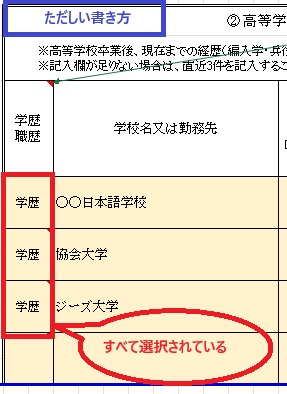 ただしい書き方
② 高等学
※高等学校卒業後、現在までの経歴（編入学・兵
※記入欄が足りない場合は、直近3件を記入するこ
学歴
職歴
学校名又は勤務先
学歴
〇〇日本語学校
学歴
協会大学
学歴
ジーズ大学
すべて選択されている